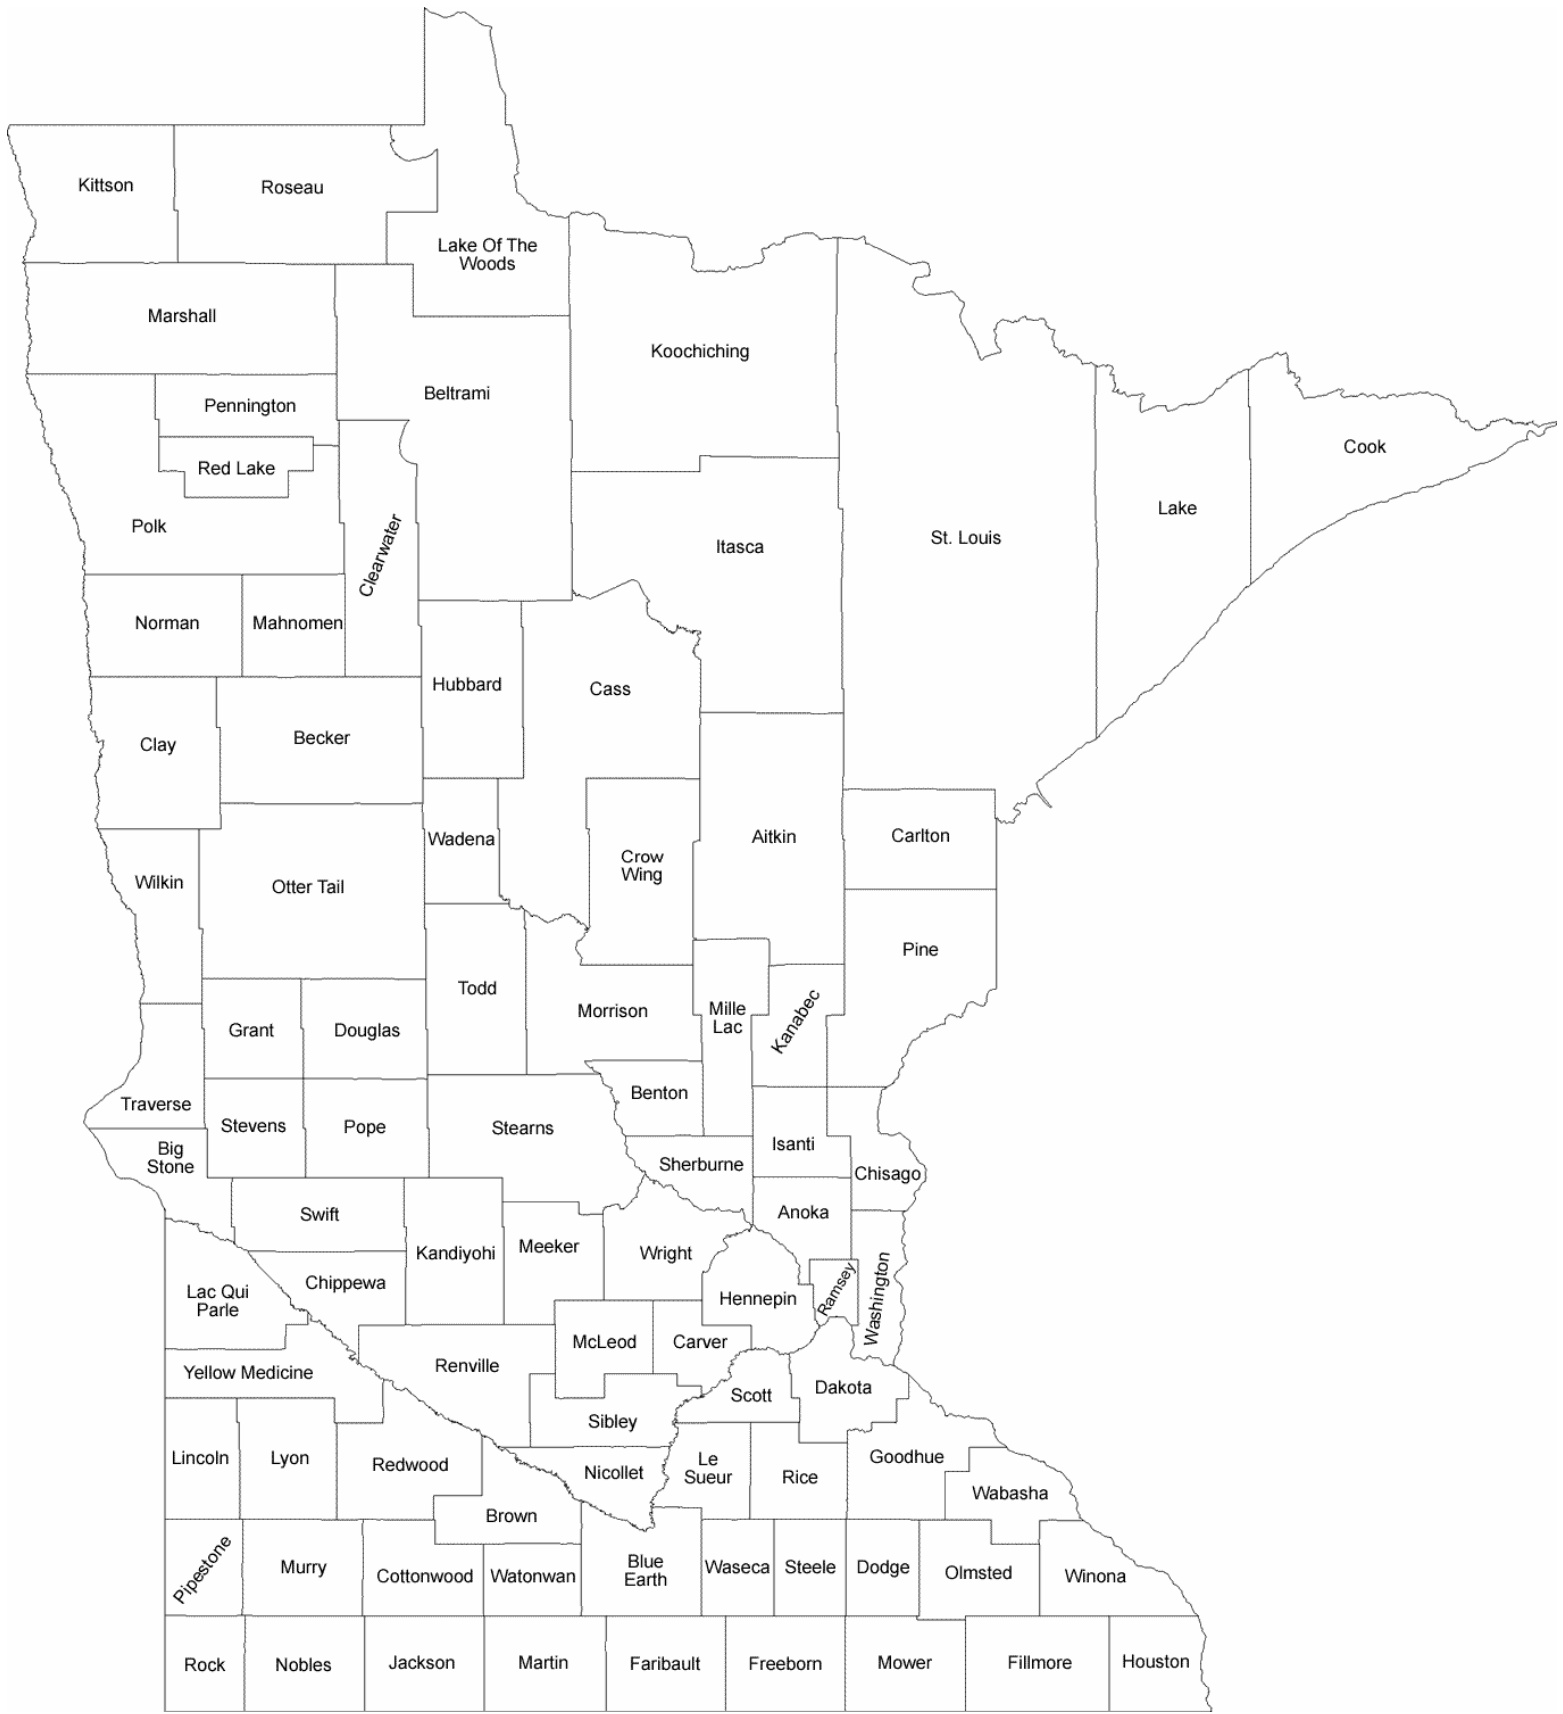 Kittson
Roseau
Lake Of The
Woods
Marshall
Koochiching
Beltrami
Pennington
Red Lake
Cook
Lake
Polk
St. Louis
Itasca
Clearwater
Norman
Mahnomen
Hubbard
Cass
Clay
Becker
Wadena
Aitkin
Carlton
Crow
Wing
Wilkin
Otter Tail
Pine
Todd
Morrison
Mille
Lac
Kanabec
Grant
Douglas
Benton
Traverse
Stevens
Pope
Stearns
Isanti
Big
Stone
Sherburne
Chisago
Swift
Anoka
Kandiyohi
Meeker
Wright
Lac Qui
Parle
Chippewa
Hennepin
Ramsey
Washington
McLeod
Carver
Renville
Yellow Medicine
Scott
Dakota
Sibley
Lincoln
Lyon
Redwood
Nicollet
Le
Sueur
Rice
Goodhue
Wabasha
Brown
Pipestone
Murry
Cottonwood
Watonwan
Blue
Earth
Waseca
Steele
Dodge
Olmsted
Winona
Rock
Nobles
Jackson
Martin
Faribault
Freeborn
Mower
Fillmore
Houston